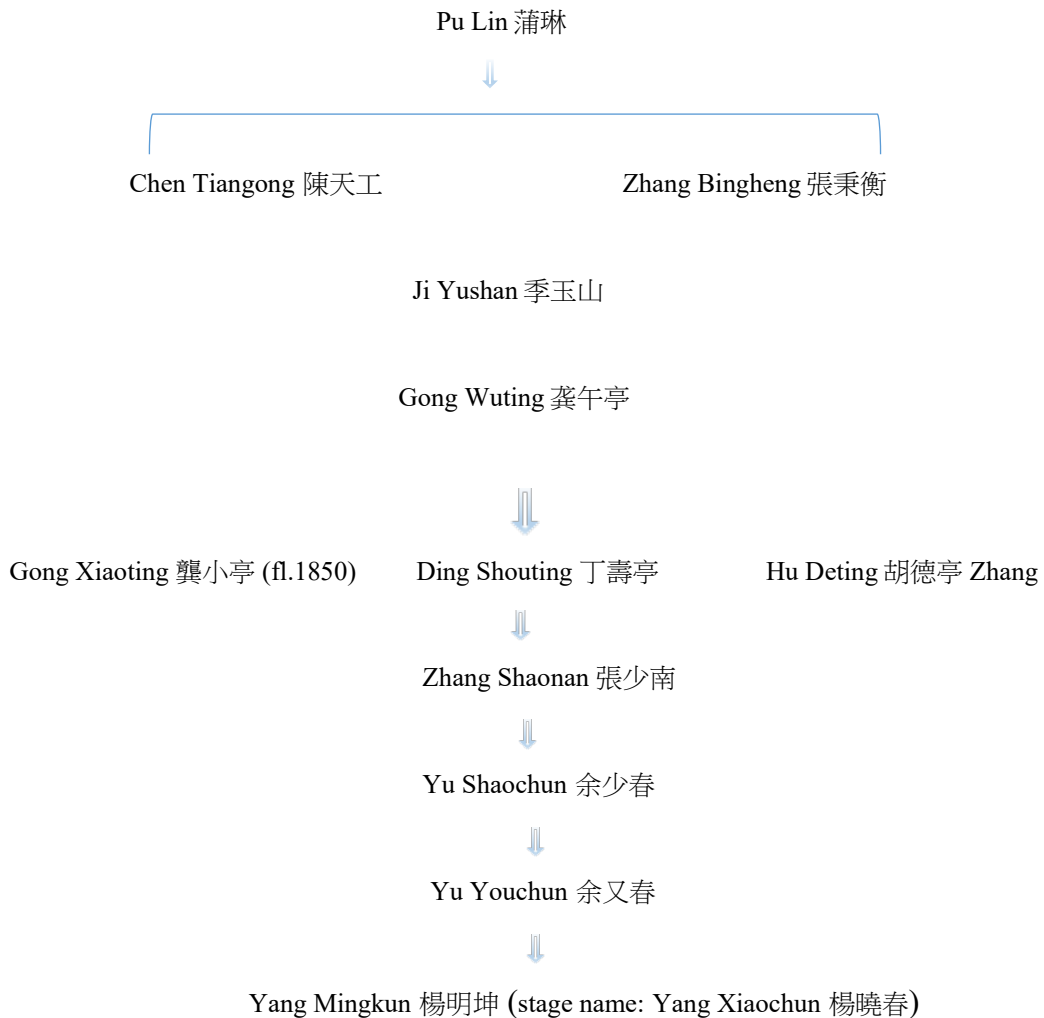 Pu Lin 蒲琳
Chen Tiangong 陳天工 Zhang Bingheng 張秉衡
Ji Yushan 季玉山
Gong Wuting 龚午亭
Gong Xiaoting 龔小亭 (fl.1850) Ding Shouting 丁壽亭 Hu Deting 胡德亭 Zhang
Zhang Shaonan 張少南
Yu Shaochun 余少春
Yu Youchun 余又春
Yang Mingkun 楊明坤 (stage name: Yang Xiaochun 楊曉春)